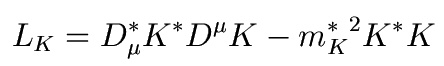 $L_K = D_\mu^* K^* D^\mu K - m_K^{*\,2} K^* K$